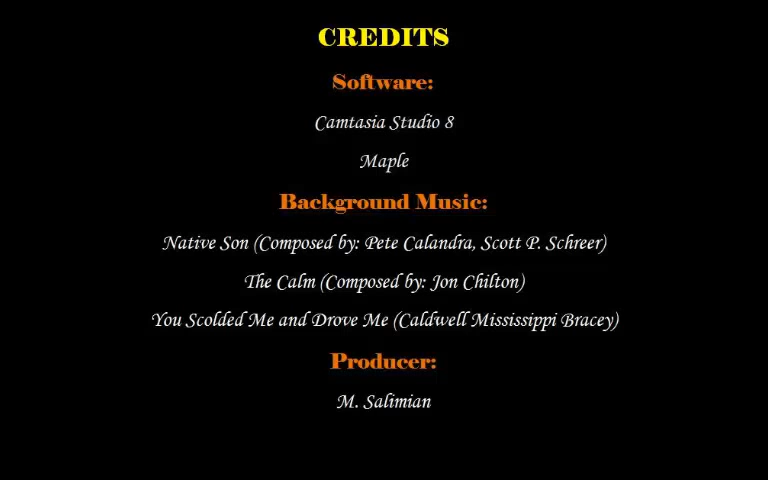 CREDITS
Software:
Camtasia Studio 8
Maple
Background Music:
Native Son (Composed by: Pete Calandra, Scott P. Schreer)
The Calm (Composed by: Jon Chilton)
You Scolded Me and Drove Me (Caldwell Mississippi Bracey)
Producer:
M. Salimian